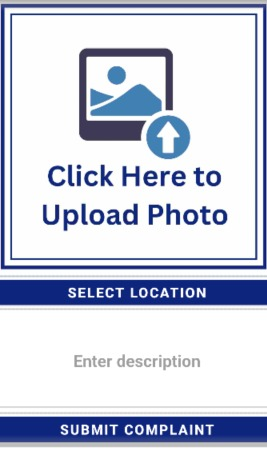 Click Here to
Upload Photo
SELECT LOCATION
Enter description
SUBMIT COMPLAINT